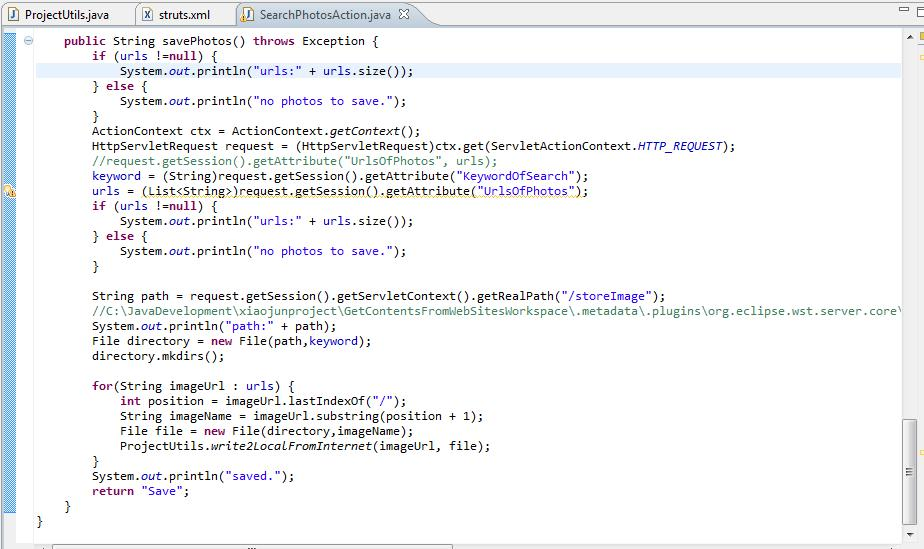 ProjectUtils.java struts.xml SearchPhotosAction.java
public String savePhotos() throws Exception {
if (urls !=null) {
System.out.println("urls:" + urls.size());
} else {
System.out.println("no photos to save.");
}
ActionContext ctx = ActionContext.getContext();
HttpServletRequest request = (HttpServletRequest)ctx.get(ServletActionContext.HTTP_REQUEST);
//request.getSession().getAttribute("UrlsOfPhotos", urls);
keyword = (String)request.getSession().getAttribute("KeywordOfSearch");
urls = (List<String>)request.getSession().getAttribute("UrlsOfPhotos");
if (urls !=null) {
System.out.println("urls:" + urls.size());
} else {
System.out.println("no photos to save.");
}
String path = request.getSession().getServletContext().getRealPath("/storeImage");
//C:\JavaDevelopment\xiaojunproject\GetContentsFromWebSitesWorkspace\.metadata\.plugins\org.eclipse.wst.server.core\
System.out.println("path:" + path);
File directory = new File(path,keyword);
directory.mkdirs();
for(String imageUrl : urls) {
int position = imageUrl.lastIndexOf("/");
String imageName = imageUrl.substring(position + 1);
File file = new File(directory,imageName);
ProjectUtils.write2LocalFromInternet(imageUrl, file);
}
System.out.println("saved.");
return "Save";
}
}